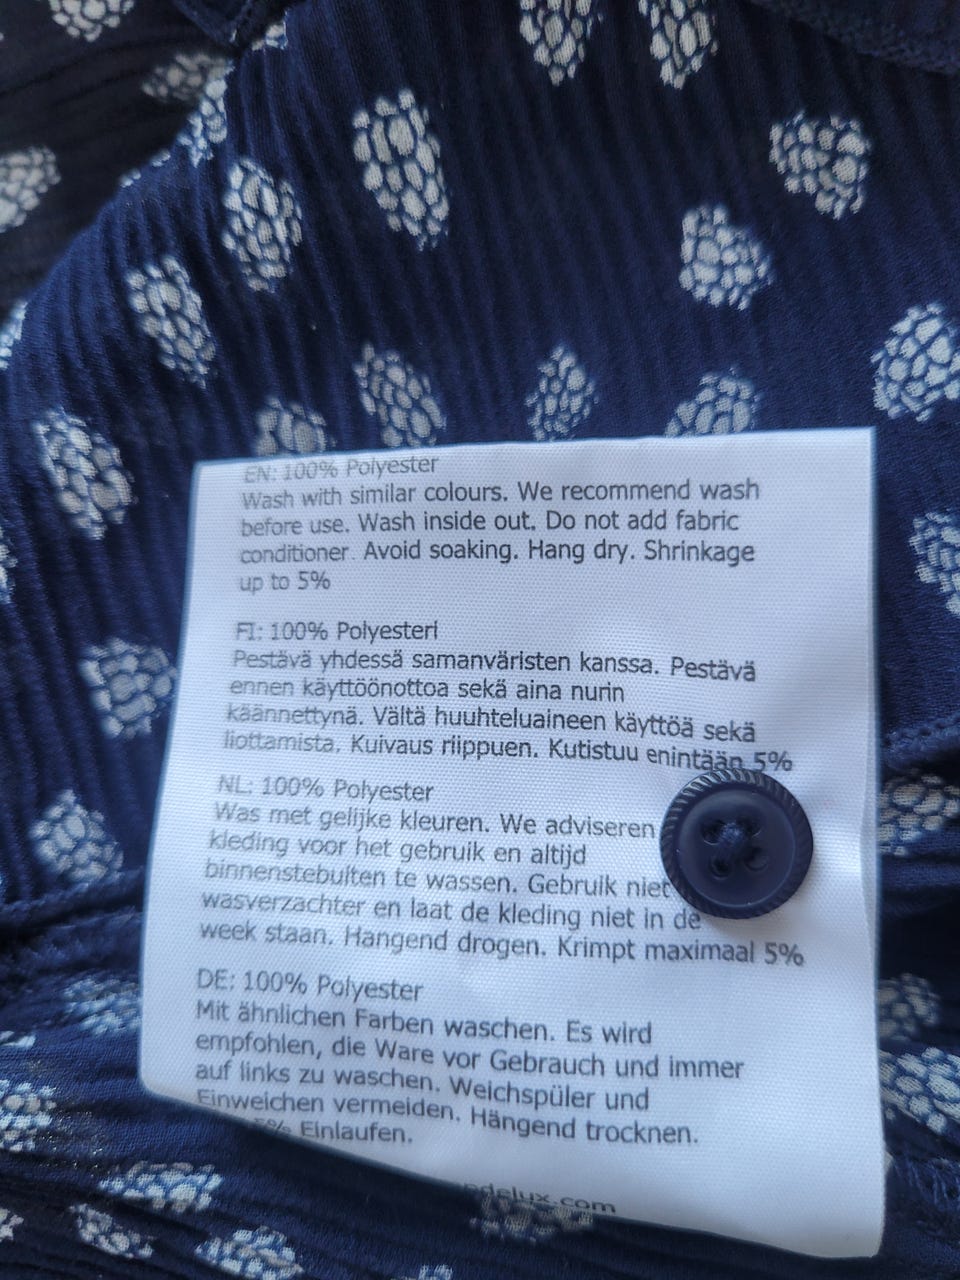 EN: 100% Polyester
Wash with similar colours. We recommend wash
before use. Wash inside out. Do not add fabric
conditioner. Avoid soaking. Hang dry. Shrinkage
up to 5%
FI: 100% Polyesteri
Pestävä yhdessä samanväristen kanssa. Pestävä
ennen käyttöönottoa sekä aina nurin
käännettynä. Vältä huuhteluaineen käyttöä sekä
liottamista. Kuivaus riippuen. Kutistuu enintään 5%
NL: 100% Polyester
Was met gelijke kleuren. We adviseren
kleding voor het gebruik en altijd
binnenstebuiten te wassen. Gebruik niet
wasverzachter en laat de kleding niet in de
week staan. Hangend drogen. Krimpt maximaal 5%
DE: 100% Polyester
Mit ähnlichen Farben waschen. Es wird
empfohlen, die Ware vor Gebrauch und immer
auf links zu waschen. Weichspüler und
Einweichen vermeiden. Hängend trocknen.
5% Einlaufen.